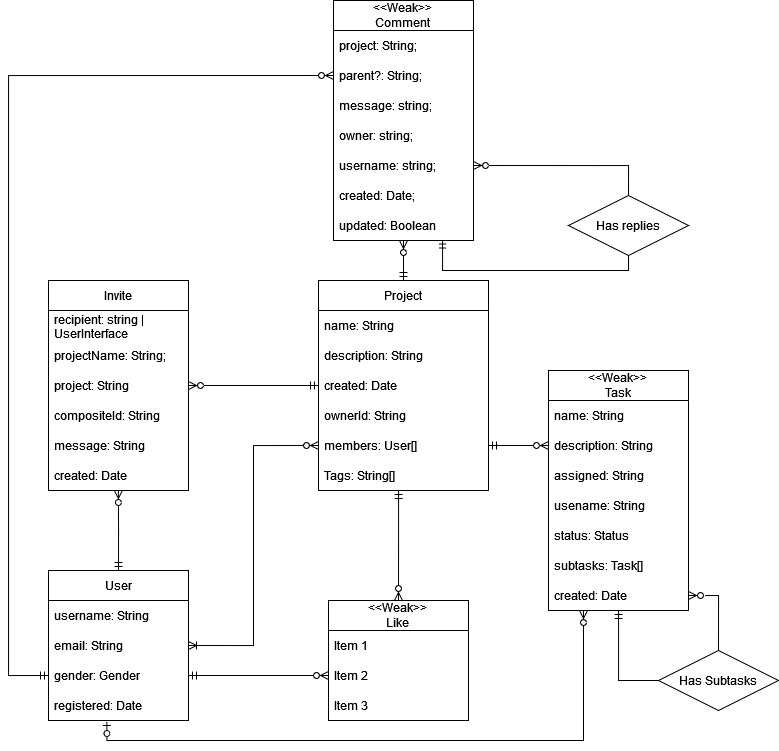 <<Weak>>
Comment
project: String;
parent?: String;
message: string;
owner: string;
username: string;
created: Date;
updated: Boolean
Has replies
Invite
recipient: string |
UserInterface
projectName: String;
project: String
compositeId: String
message: String
created: Date
Project
name: String
description: String
created: Date
ownerId: String
members: User[]
Tags: String[]
<<Weak>>
Task
name: String
description: String
assigned: String
usename: String
status: Status
subtasks: Task[]
created: Date
Has Subtasks
User
username: String
email: String
gender: Gender
registered: Date
<<Weak>>
Like
Item 1
Item 2
Item 3